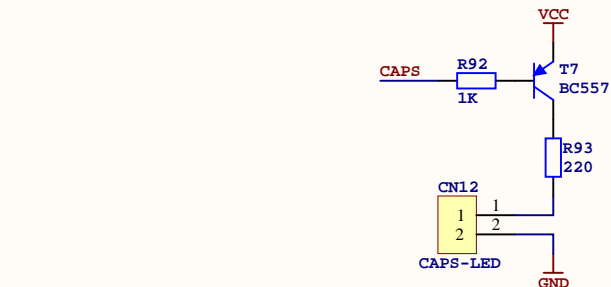 VCC
CAPS
R92
1K
T7
BC557
R93
220
CN12
1 1
2 2
CAPS-LED
GND